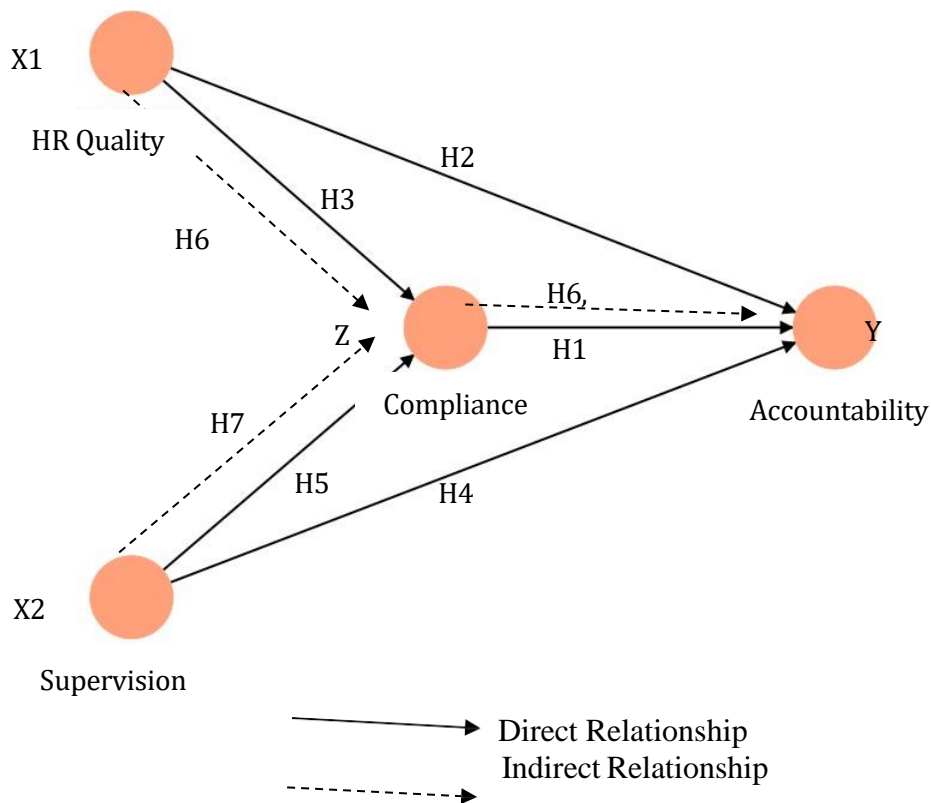 X1
HR Quality
H2
H3
H6
H6,
Z
Y
H1
Compliance
Accountability
H7
H5
H4
X2
Supervision
Direct Relationship
Indirect Relationship